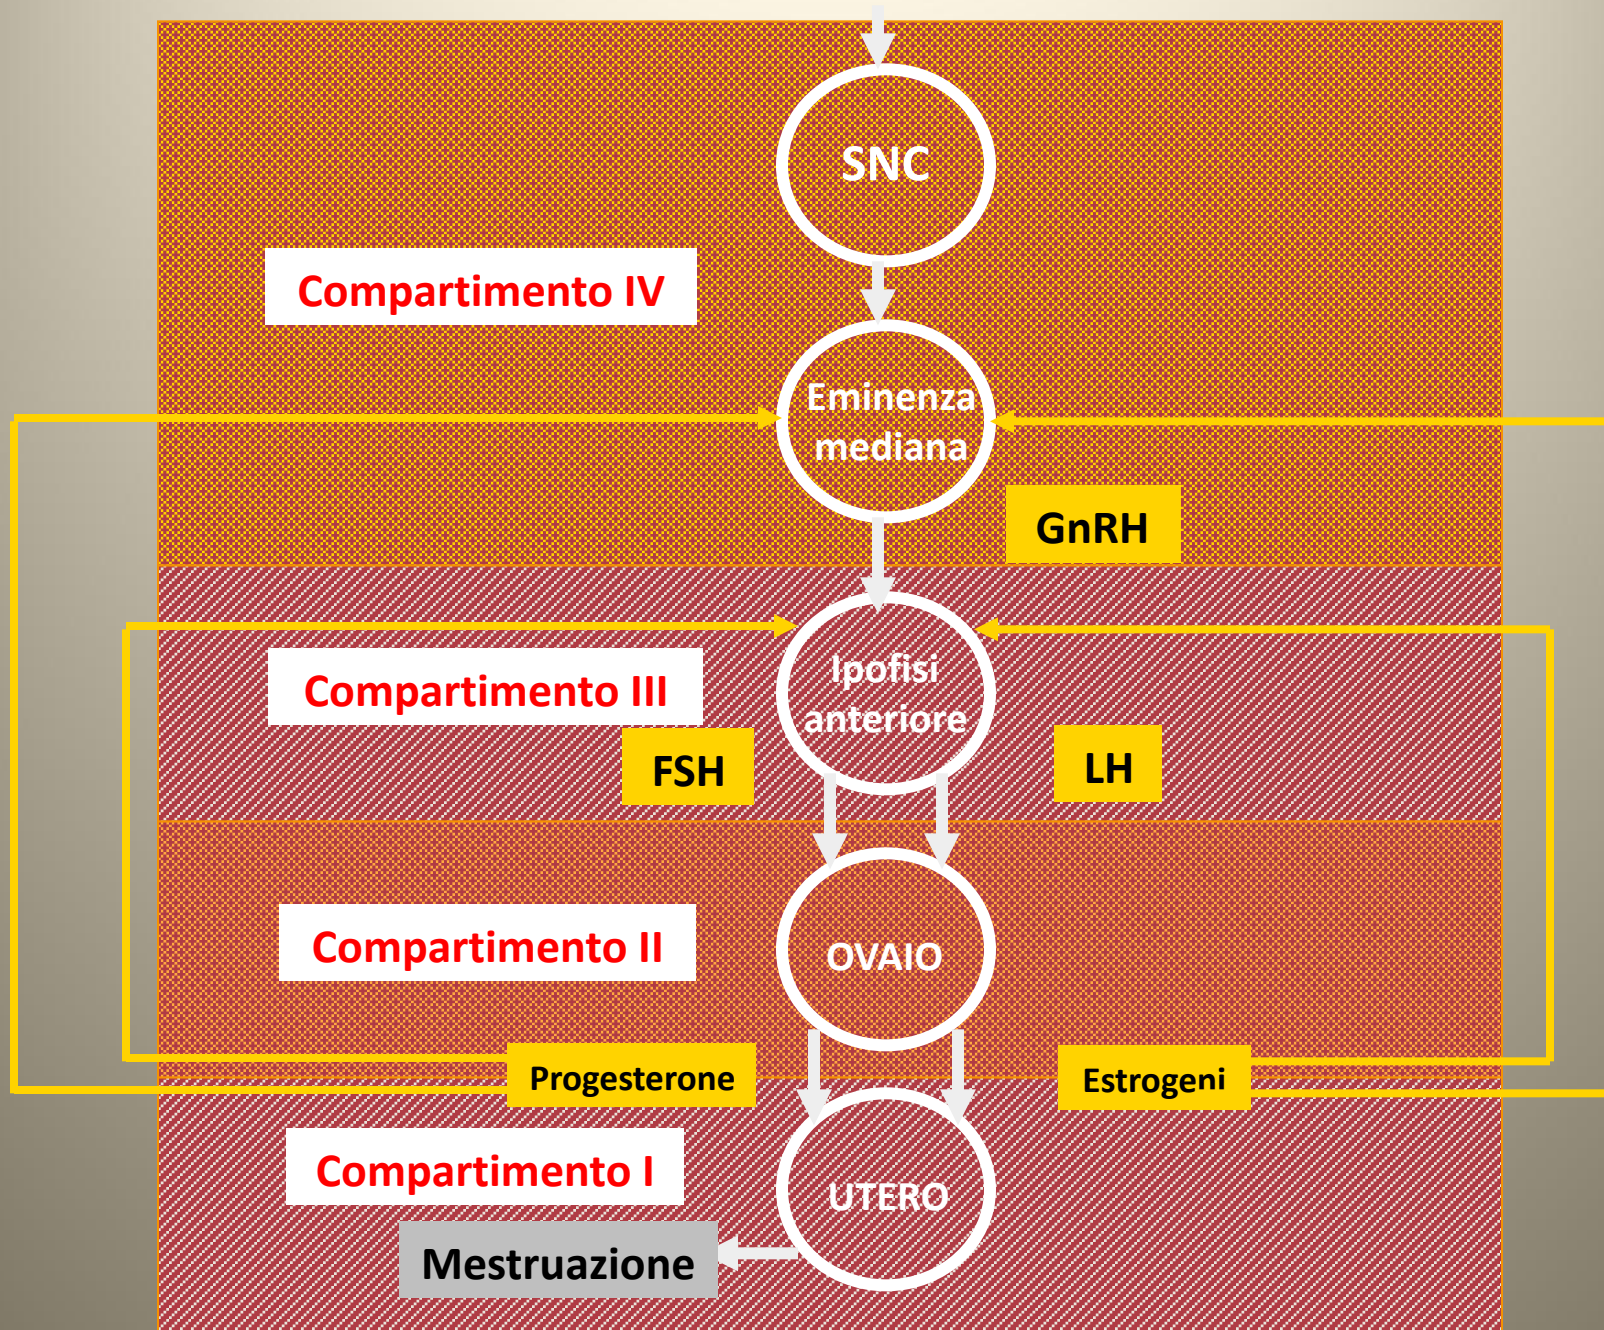 SNC
Compartimento IV
Eminenza
mediana
GnRH
Ipofisi
anteriore
Compartimento III
FSH
LH
Compartimento II
OVAIO
Progesterone
Estrogeni
Compartimento I
UTERO
Mestruazione